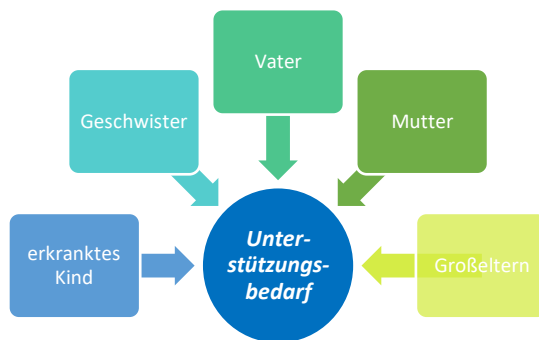 Vater
Geschwister
Mutter
erkranktes
Kind
Unter-
stützungs-
bedarf
Großeltern